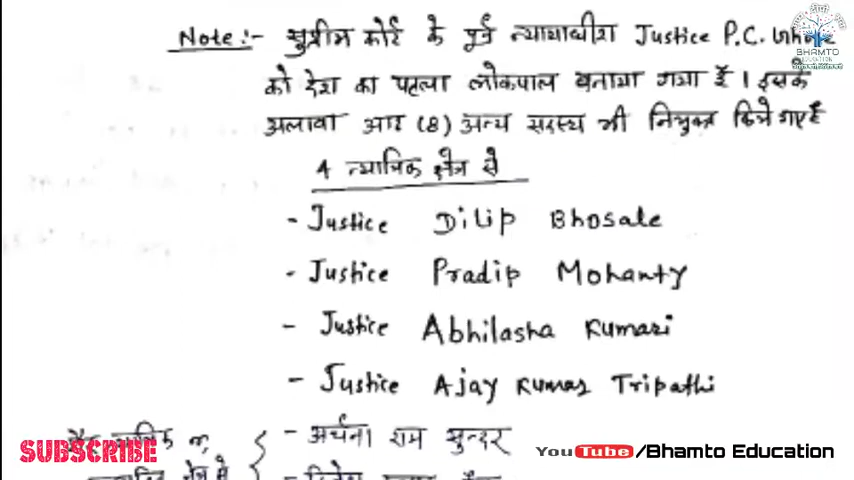 Note :- सुप्रीम कोर्ट के पूर्व न्यायाधीश Justice P.C. Ghose
को देश का पहला लोकपाल बनाया गया है । इसके
अलावा आठ (8) अन्य सदस्य भी नियुक्त किये गए है
4 न्यायिक क्षेत्र से
- Justice Dilip Bhosale
- Justice Pradip Mohanty
- Justice Abhilasha Kumari
- Justice Ajay Kumar Tripathi
- अर्चना राम सुन्दर
क्षेत्र से
SUBSCRIBE
YouTube/Bhamto Education
BHAMTO
EDUCATION